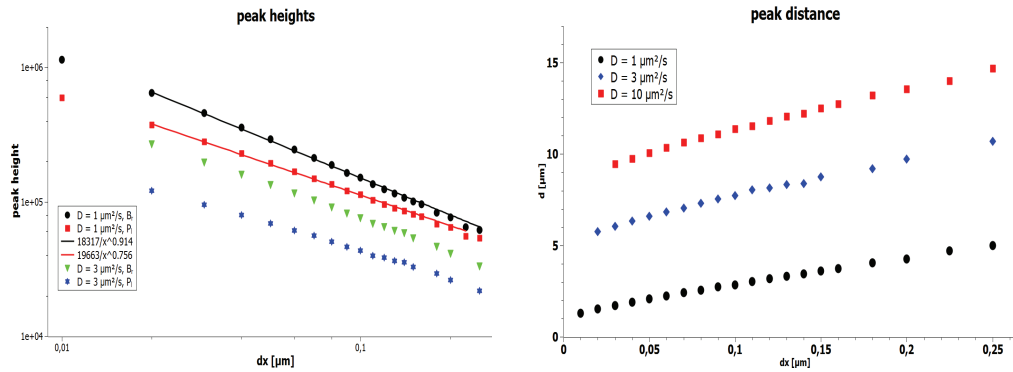 peak heights
1e+06
1e+05
1e+04
peak height
D = 1 µm²/s, Br
D = 1 µm²/s, Pi
18317/x^0.914
19663/x^0.756
D = 3 µm²/s, Br
D = 3 µm²/s, Pi
0,01
0,1
dx [µm]
peak distance
15
10
5
0
d [µm]
D = 1 µm²/s
D = 3 µm²/s
D = 10 µm²/s
0
0,05
0,1
0,15
0,2
0,25
dx [µm]